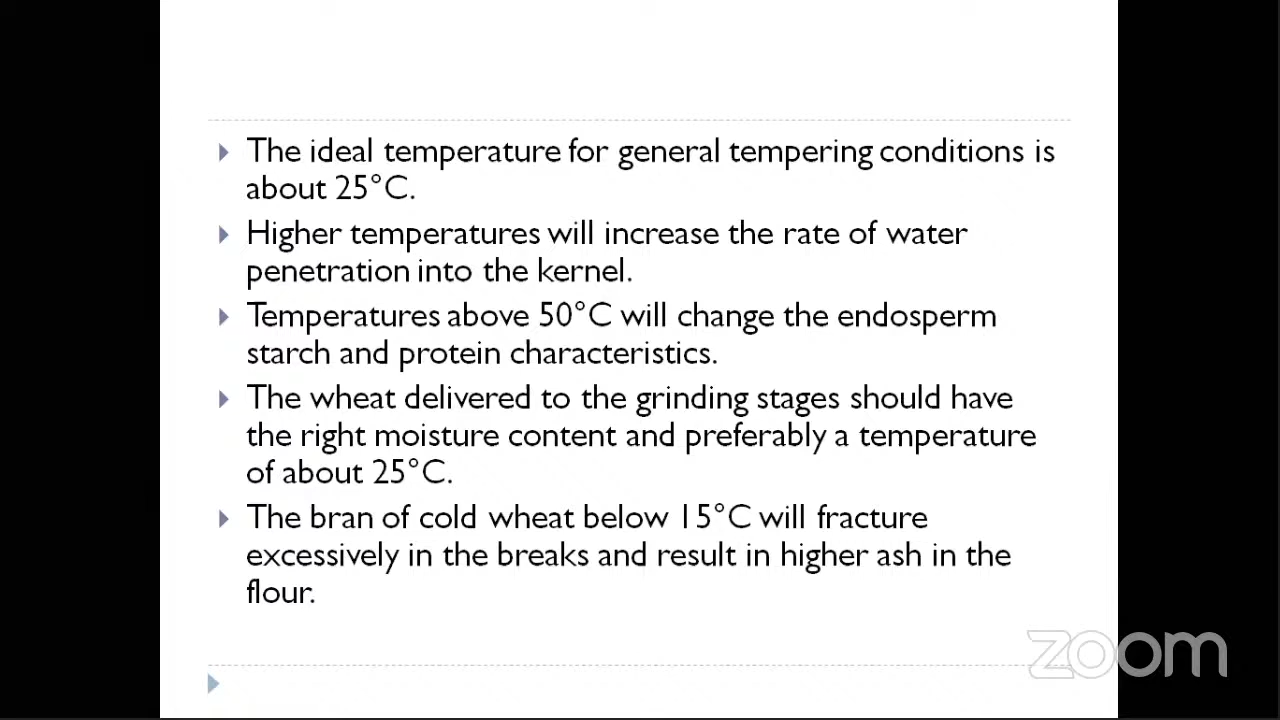 The ideal temperature for general tempering conditions is
about 25°C.
Higher temperatures will increase the rate of water
penetration into the kernel.
Temperatures above 50°C will change the endosperm
starch and protein characteristics.
The wheat delivered to the grinding stages should have
the right moisture content and preferably a temperature
of about 25°C.
The bran of cold wheat below 15°C will fracture
excessively in the breaks and result in higher ash in the
flour.
zoom